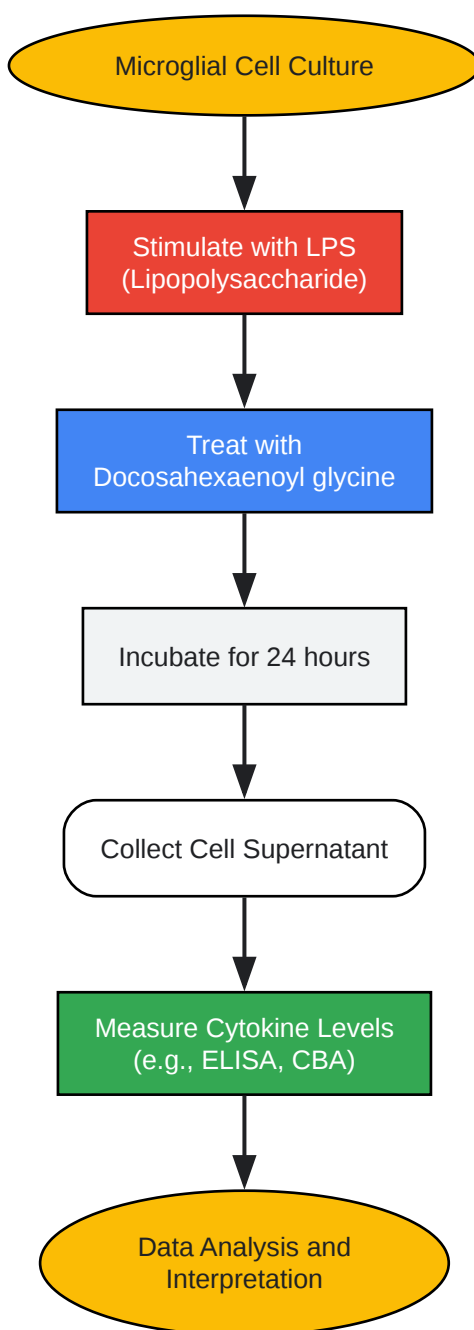 Microglial Cell Culture
Stimulate with LPS
(Lipopolysaccharide)
Treat with
Docosahexaenoyl glycine
Incubate for 24 hours
Collect Cell Supernatant
Measure Cytokine Levels
(e.g., ELISA, CBA)
Data Analysis and
Interpretation